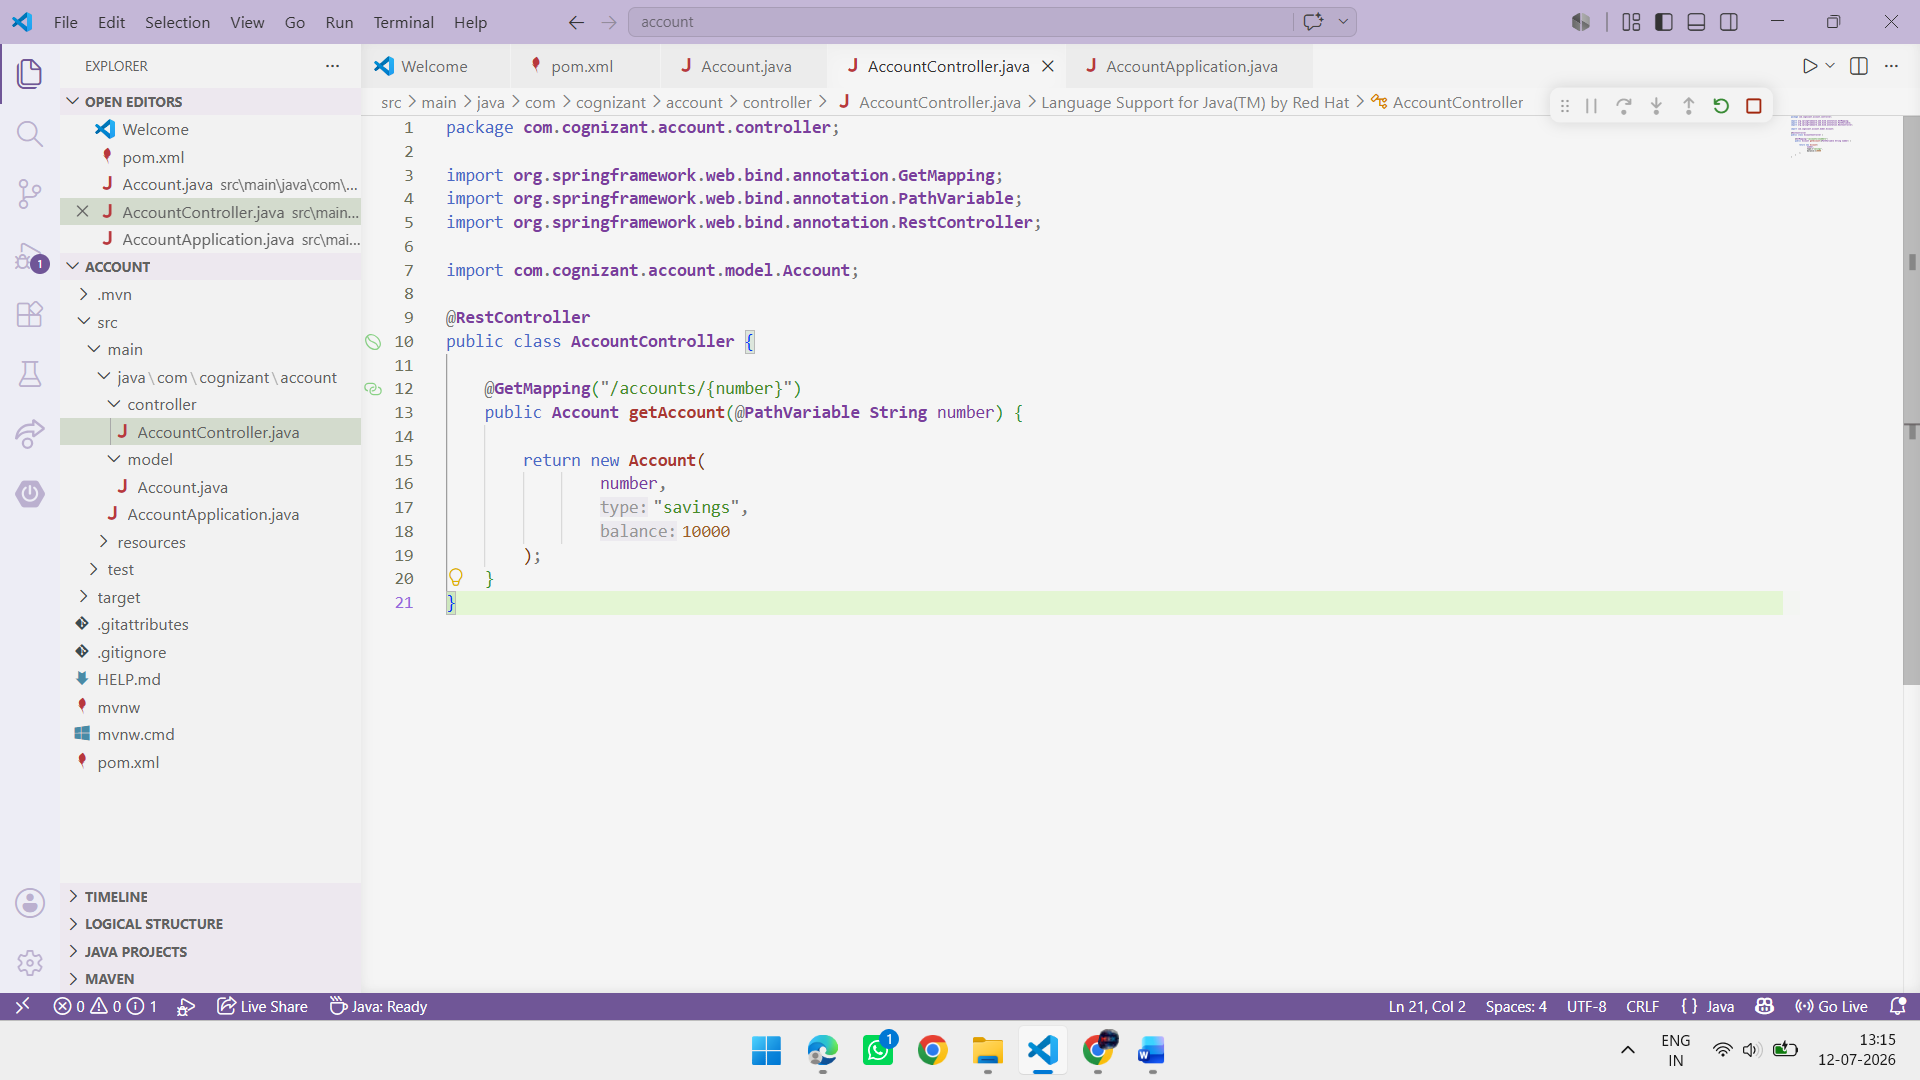 File Edit Selection View Go Run Terminal Help
account
EXPLORER
OPEN EDITORS
Welcome
pom.xml
Account.java src\main\java\com\...
AccountController.java src\main...
AccountApplication.java src\mai...
1
ACCOUNT
.mvn
src
main
java\com\cognizant\account
controller
AccountController.java
model
Account.java
AccountApplication.java
resources
test
target
.gitattributes
.gitignore
HELP.md
mvnw
mvnw.cmd
pom.xml
TIMELINE
LOGICAL STRUCTURE
JAVA PROJECTS
MAVEN
Welcome pom.xml Account.java AccountController.java AccountApplication.java
src > main > java > com > cognizant > account > controller > AccountController.java > Language Support for Java(TM) by Red Hat > AccountController
1 package com.cognizant.account.controller;
2
3 import org.springframework.web.bind.annotation.GetMapping;
4 import org.springframework.web.bind.annotation.PathVariable;
5 import org.springframework.web.bind.annotation.RestController;
6
7 import com.cognizant.account.model.Account;
8
9 @RestController
10 public class AccountController {
11
12 @GetMapping("/accounts/{number}")
13 public Account getAccount(@PathVariable String number) {
14
15 return new Account(
16 number,
17 type: "savings",
18 balance: 10000
19 );
20 }
21 }
0 0 1 Live Share Java: Ready Ln 21, Col 2 Spaces: 4 UTF-8 CRLF {} Java Go Live
1
ENG
IN
13:15
12-07-2026